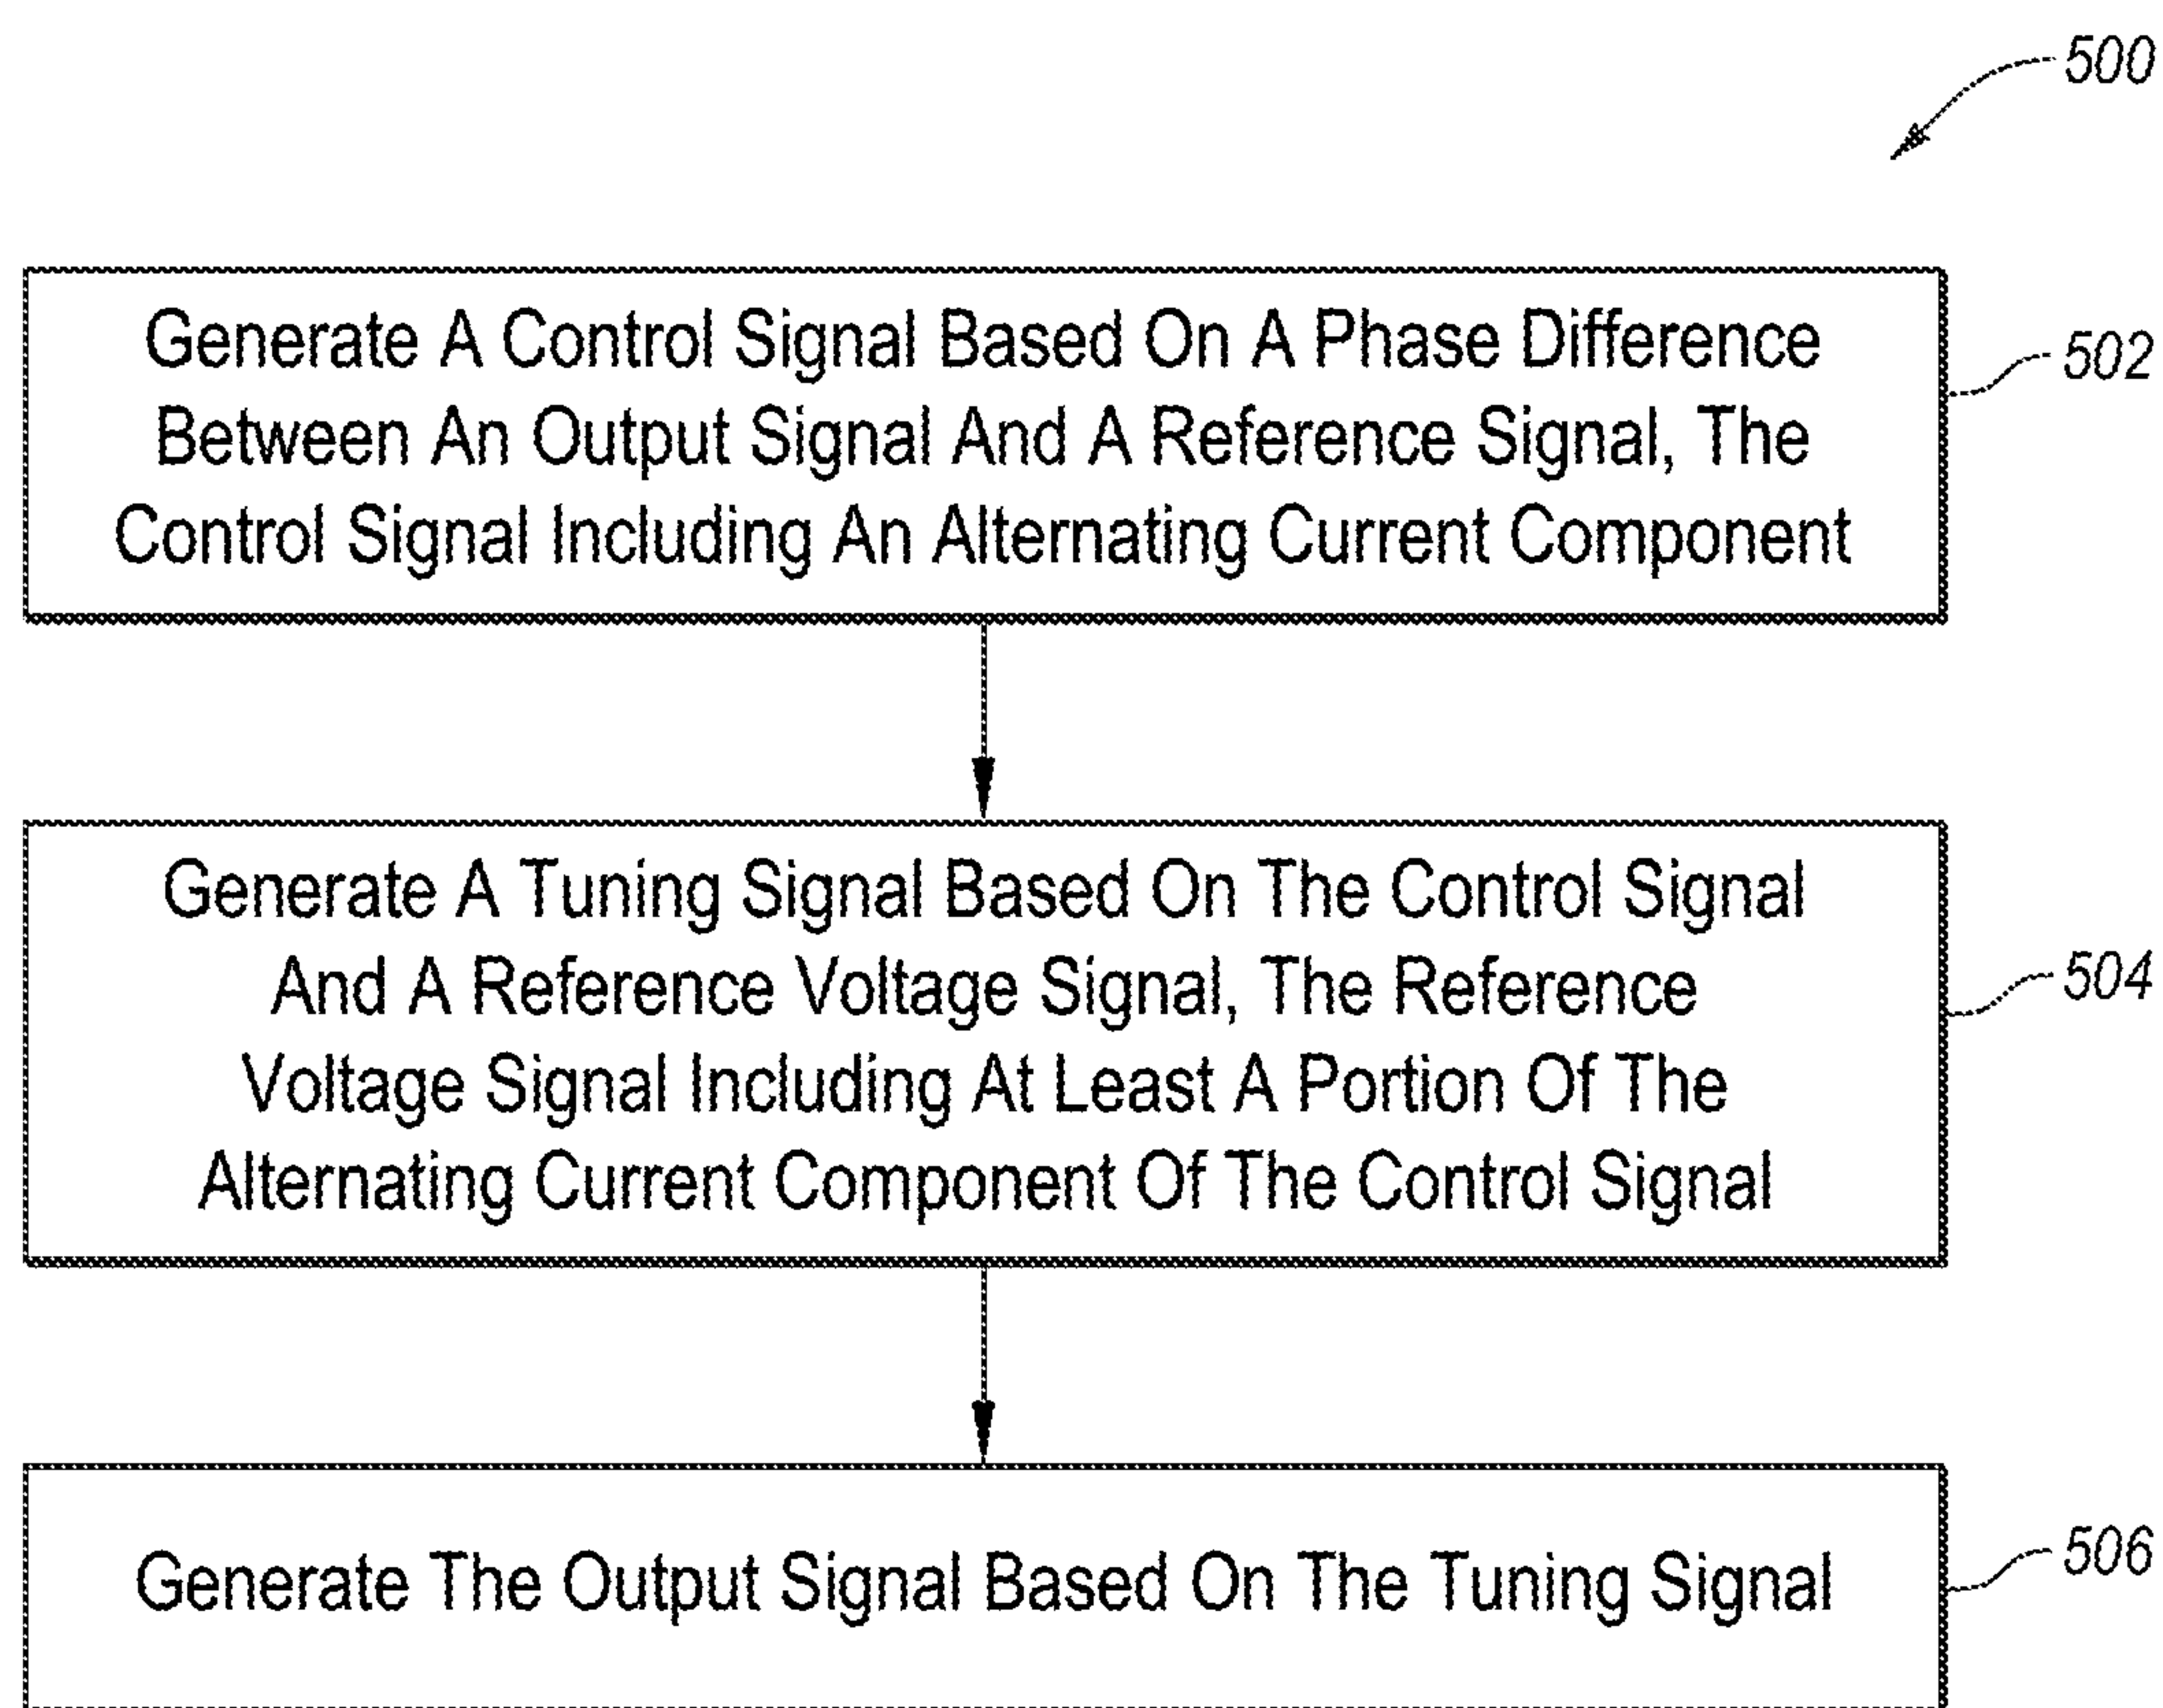 500
Generate A Control Signal Based On A Phase Difference
Between An Output Signal And A Reference Signal, The
Control Signal Including An Alternating Current Component
502
Generate A Tuning Signal Based On The Control Signal
And A Reference Voltage Signal, The Reference
Voltage Signal Including At Least A Portion Of The
Alternating Current Component Of The Control Signal
504
Generate The Output Signal Based On The Tuning Signal
506